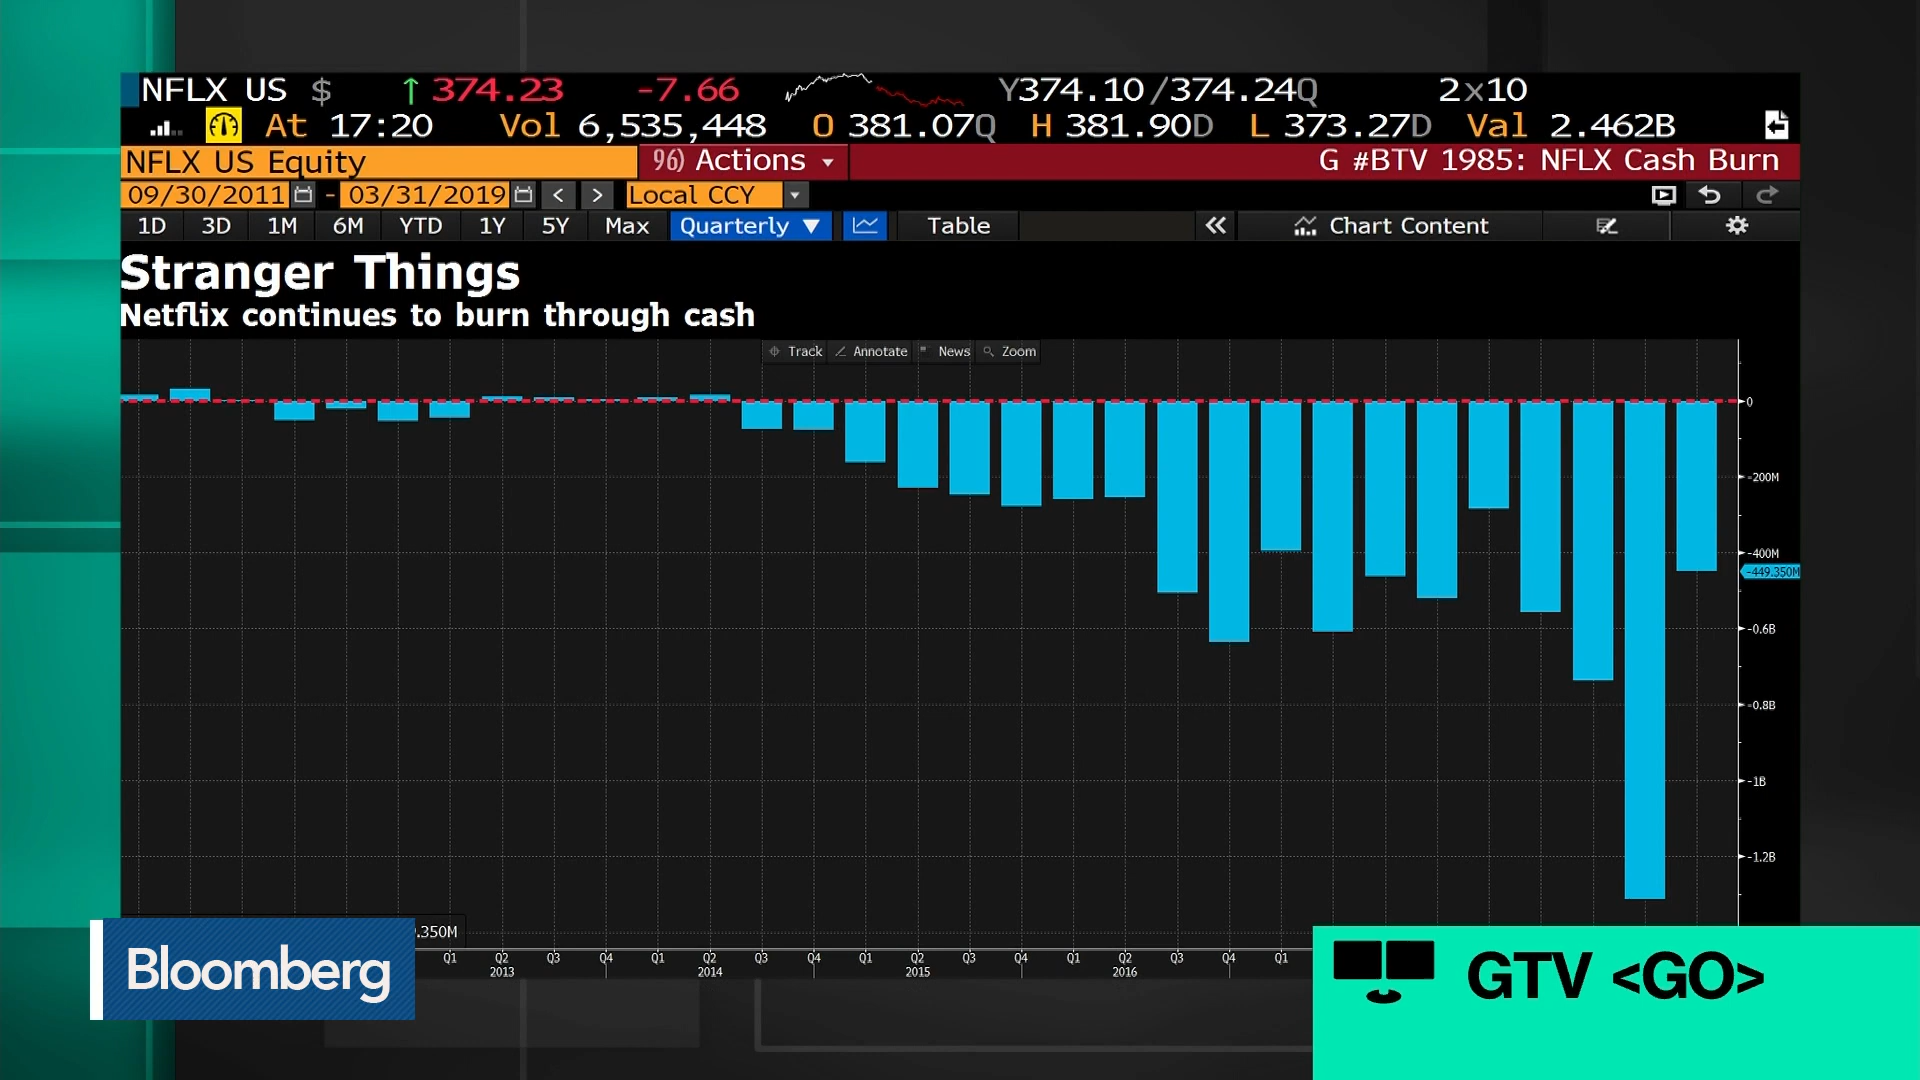 NFLX US $ ↑ 374.23 -7.66 Y374.10/374.24Q 2x10
At 17:20 Vol 6,535,448 O 381.07Q H 381.90D L 373.27D Val 2.462B
NFLX US Equity 96) Actions G #BTV 1985: NFLX Cash Burn
09/30/2011 - 03/31/2019 < > Local CCY
1D 3D 1M 6M YTD 1Y 5Y Max Quarterly ▼ Table « Chart Content
Stranger Things
Netflix continues to burn through cash
Track Annotate News Zoom
0
-200M
-400M
-449.350M
-0.6B
-0.8B
-1B
-1.2B
.350M
Q1 Q2 Q3 Q4 Q1 Q2 Q3 Q4 Q1 Q2 Q3 Q4 Q1 Q2 Q3 Q4 Q1
2013 2014 2015 2016
Bloomberg
GTV <GO>